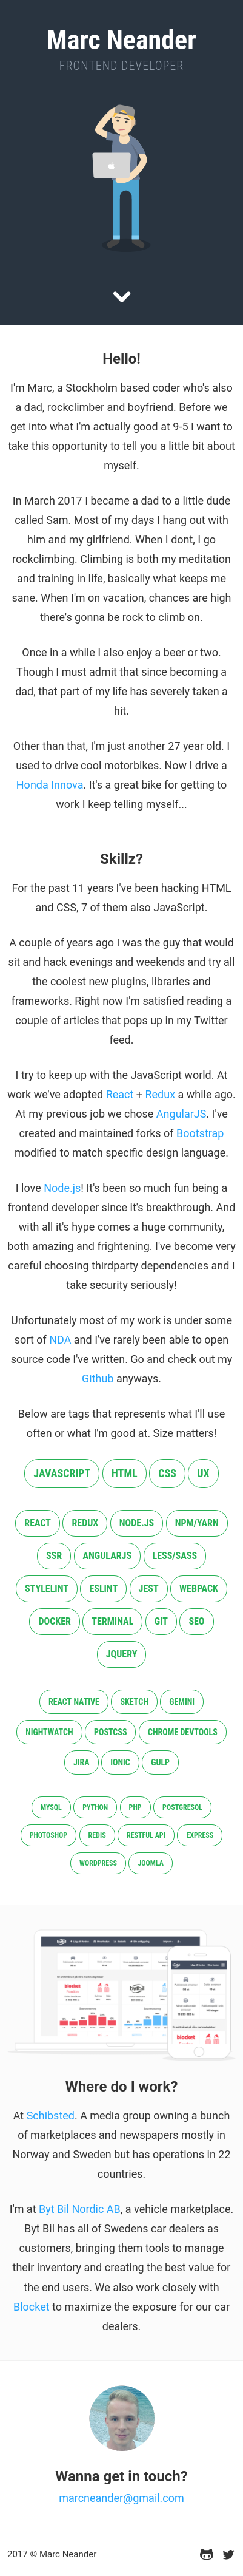 Marc Neander
FRONTEND DEVELOPER
Hello!
I'm Marc, a Stockholm based coder who's also
a dad, rockclimber and boyfriend. Before we
get into what I'm actually good at 9-5 I want to
take this opportunity to tell you a little bit about
myself.
In March 2017 I became a dad to a little dude
called Sam. Most of my days I hang out with
him and my girlfriend. When I dont, I go
rockclimbing. Climbing is both my meditation
and training in life, basically what keeps me
sane. When I'm on vacation, chances are high
there's gonna be rock to climb on.
Once in a while I also enjoy a beer or two.
Though I must admit that since becoming a
dad, that part of my life has severely taken a
hit.
Other than that, I'm just another 27 year old. I
used to drive cool motorbikes. Now I drive a
Honda Innova. It's a great bike for getting to
work I keep telling myself...
Skillz?
For the past 11 years I've been hacking HTML
and CSS, 7 of them also JavaScript.
A couple of years ago I was the guy that would
sit and hack evenings and weekends and try all
the coolest new plugins, libraries and
frameworks. Right now I'm satisfied reading a
couple of articles that pops up in my Twitter
feed.
I try to keep up with the JavaScript world. At
work we've adopted React + Redux a while ago.
At my previous job we chose AngularJS. I've
created and maintained forks of Bootstrap
modified to match specific design language.
I love Node.js! It's been so much fun being a
frontend developer since it's breakthrough. And
with all it's hype comes a huge community,
both amazing and frightening. I've become very
careful choosing thirdparty dependencies and I
take security seriously!
Unfortunately most of my work is under some
sort of NDA and I've rarely been able to open
source code I've written. Go and check out my
Github anyways.
Below are tags that represents what I'll use
often or what I'm good at. Size matters!
JAVASCRIPT HTML CSS UX
REACT REDUX NODE.JS NPM/YARN
SSR ANGULARJS LESS/SASS
STYLELINT ESLINT JEST WEBPACK
DOCKER TERMINAL GIT SEO
JQUERY
REACT NATIVE SKETCH GEMINI
NIGHTWATCH POSTCSS CHROME DEVTOOLS
JIRA IONIC GULP
MYSQL PYTHON PHP POSTGRESQL
PHOTOSHOP REDIS RESTFUL API EXPRESS
WORDPRESS JOOMLA
blocket
bytbil
blocket
Where do I work?
At Schibsted. A media group owning a bunch
of marketplaces and newspapers mostly in
Norway and Sweden but has operations in 22
countries.
I'm at Byt Bil Nordic AB, a vehicle marketplace.
Byt Bil has all of Swedens car dealers as
customers, bringing them tools to manage
their inventory and creating the best value for
the end users. We also work closely with
Blocket to maximize the exposure for our car
dealers.
Wanna get in touch?
marcneander@gmail.com
2017 © Marc Neander